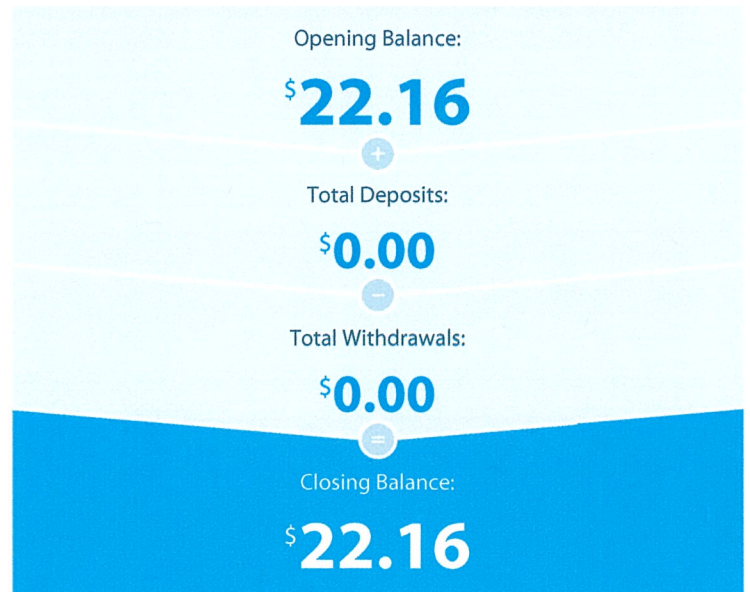 Opening Balance:
$22.16
+
Total Deposits:
$0.00
-
Total Withdrawals:
$0.00
=
Closing Balance:
$22.16